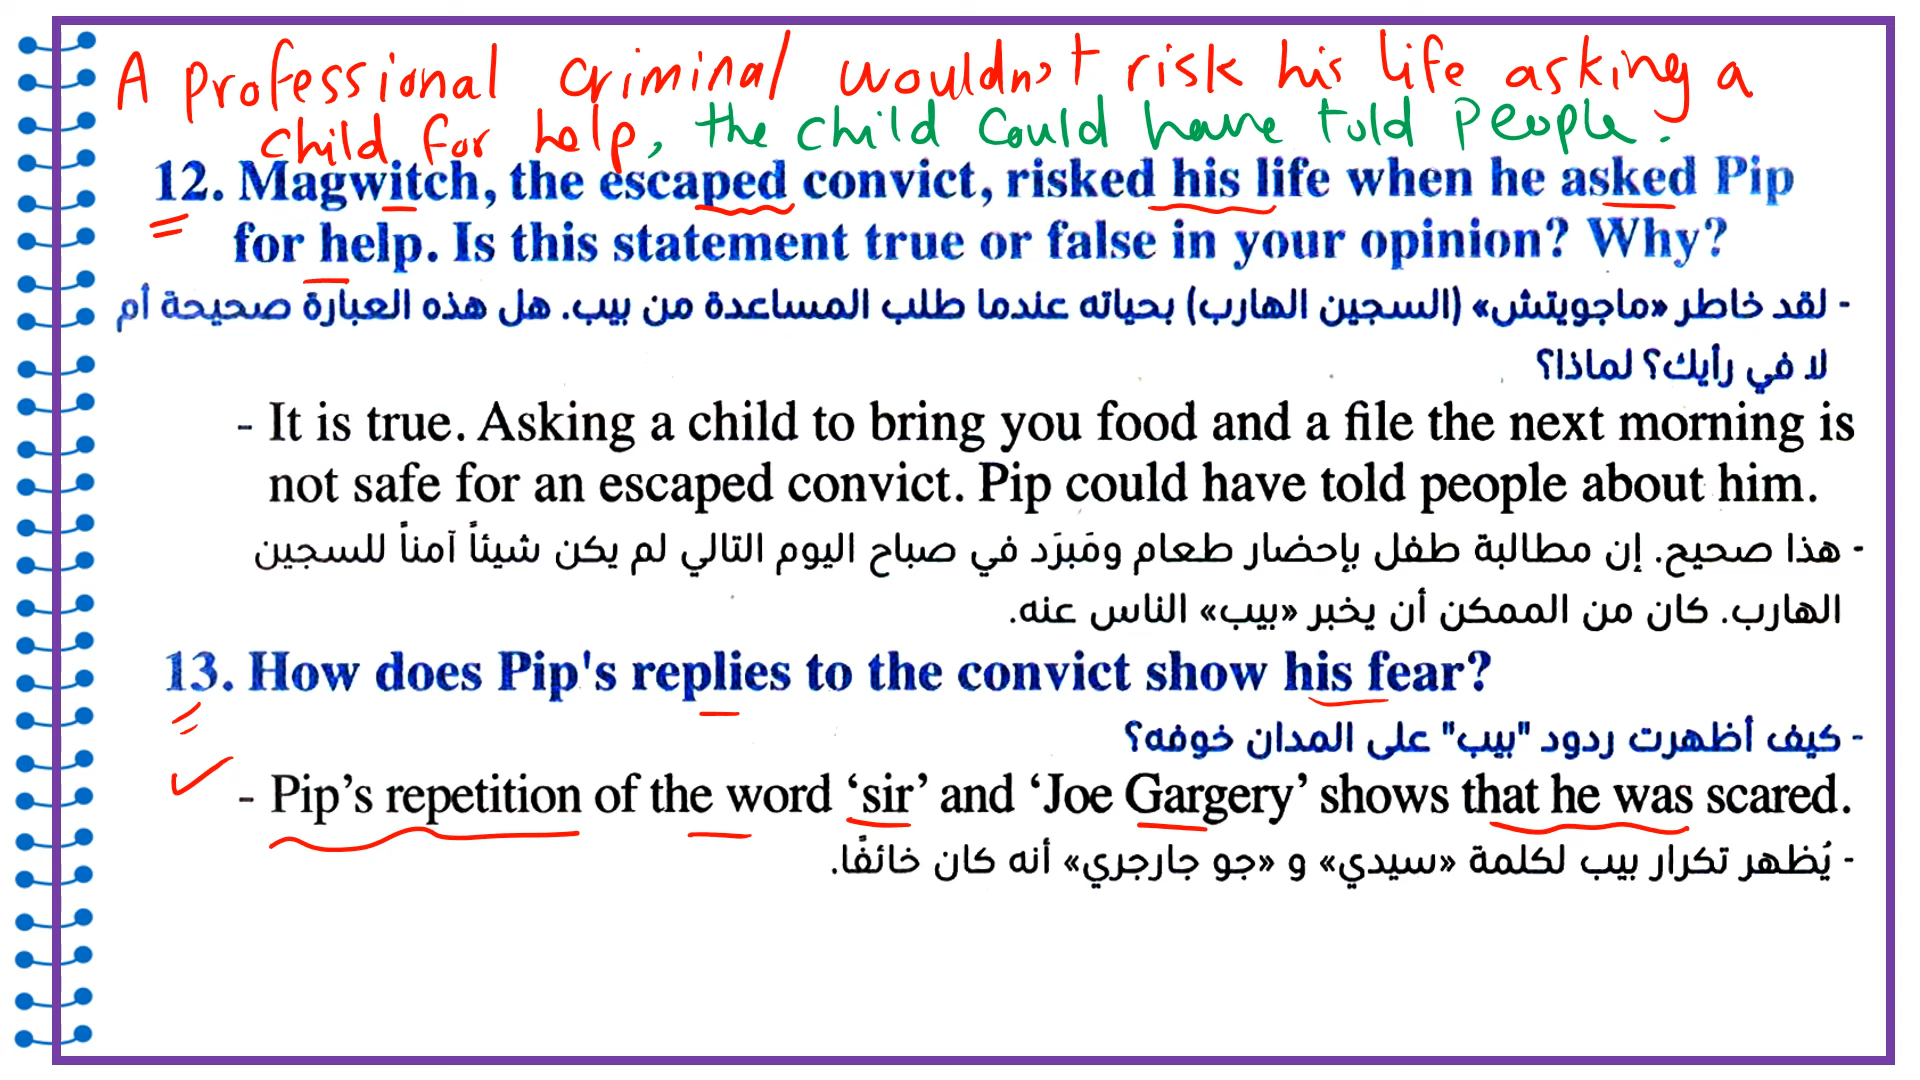 A professional criminal wouldn't risk his life asking a
child for help, the child could have told people.
12. Magwitch, the escaped convict, risked his life when he asked Pip
for help. Is this statement true or false in your opinion? Why?
- لقد خاطر «ماجويتش» (السجين الهارب) بحياته عندما طلب المساعدة من بيب. هل هذه العبارة صحيحة أم
لا في رأيك؟ لماذا؟
- It is true. Asking a child to bring you food and a file the next morning is
not safe for an escaped convict. Pip could have told people about him.
- هذا صحيح. إن مطالبة طفل بإحضار طعام ومَبرَد في صباح اليوم التالي لم يكن شيئاً آمناً للسجين
الهارب. كان من الممكن أن يخبر «بيب» الناس عنه.
13. How does Pip's replies to the convict show his fear?
- كيف أظهرت ردود "بيب" على المدان خوفه؟
- Pip’s repetition of the word ‘sir’ and ‘Joe Gargery’ shows that he was scared.
- يُظهر تكرار بيب لكلمة «سيدي» و «جو جارجري» أنه كان خائفًا.